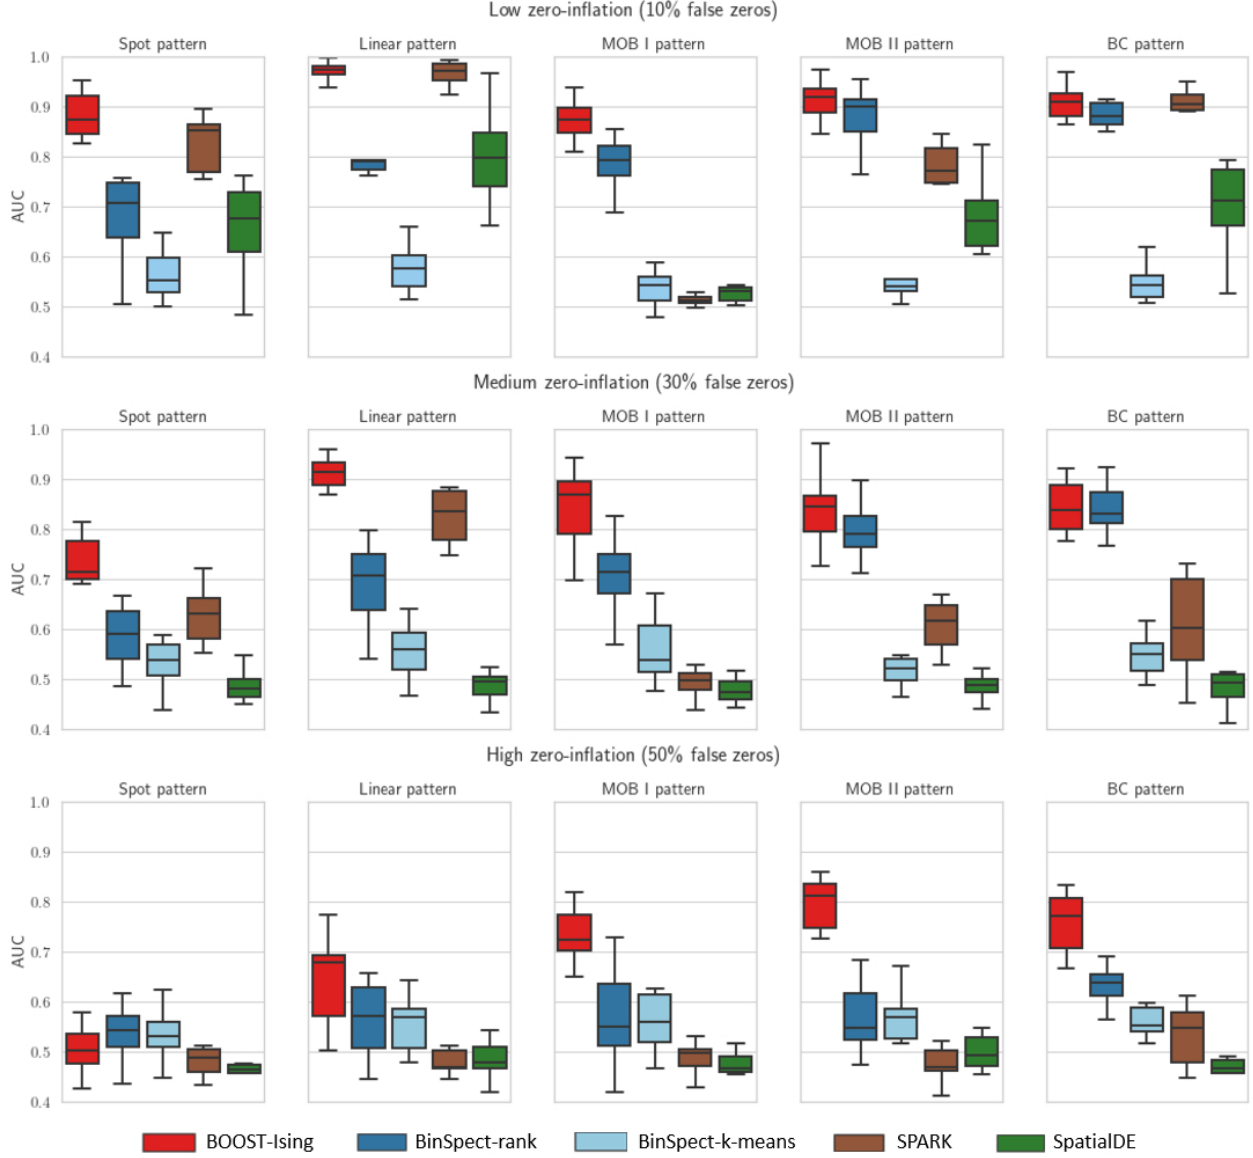 Low zero-inflation (10% false zeros)
Spot pattern Linear pattern MOB I pattern MOB II pattern BC pattern
1.0
0.9
0.8
0.7
0.6
0.5
0.4
AUC
Medium zero-inflation (30% false zeros)
Spot pattern Linear pattern MOB I pattern MOB II pattern BC pattern
1.0
0.9
0.8
0.7
0.6
0.5
0.4
AUC
High zero-inflation (50% false zeros)
Spot pattern Linear pattern MOB I pattern MOB II pattern BC pattern
1.0
0.9
0.8
0.7
0.6
0.5
0.4
AUC
BOOST-Ising BinSpect-rank BinSpect-k-means SPARK SpatialDE